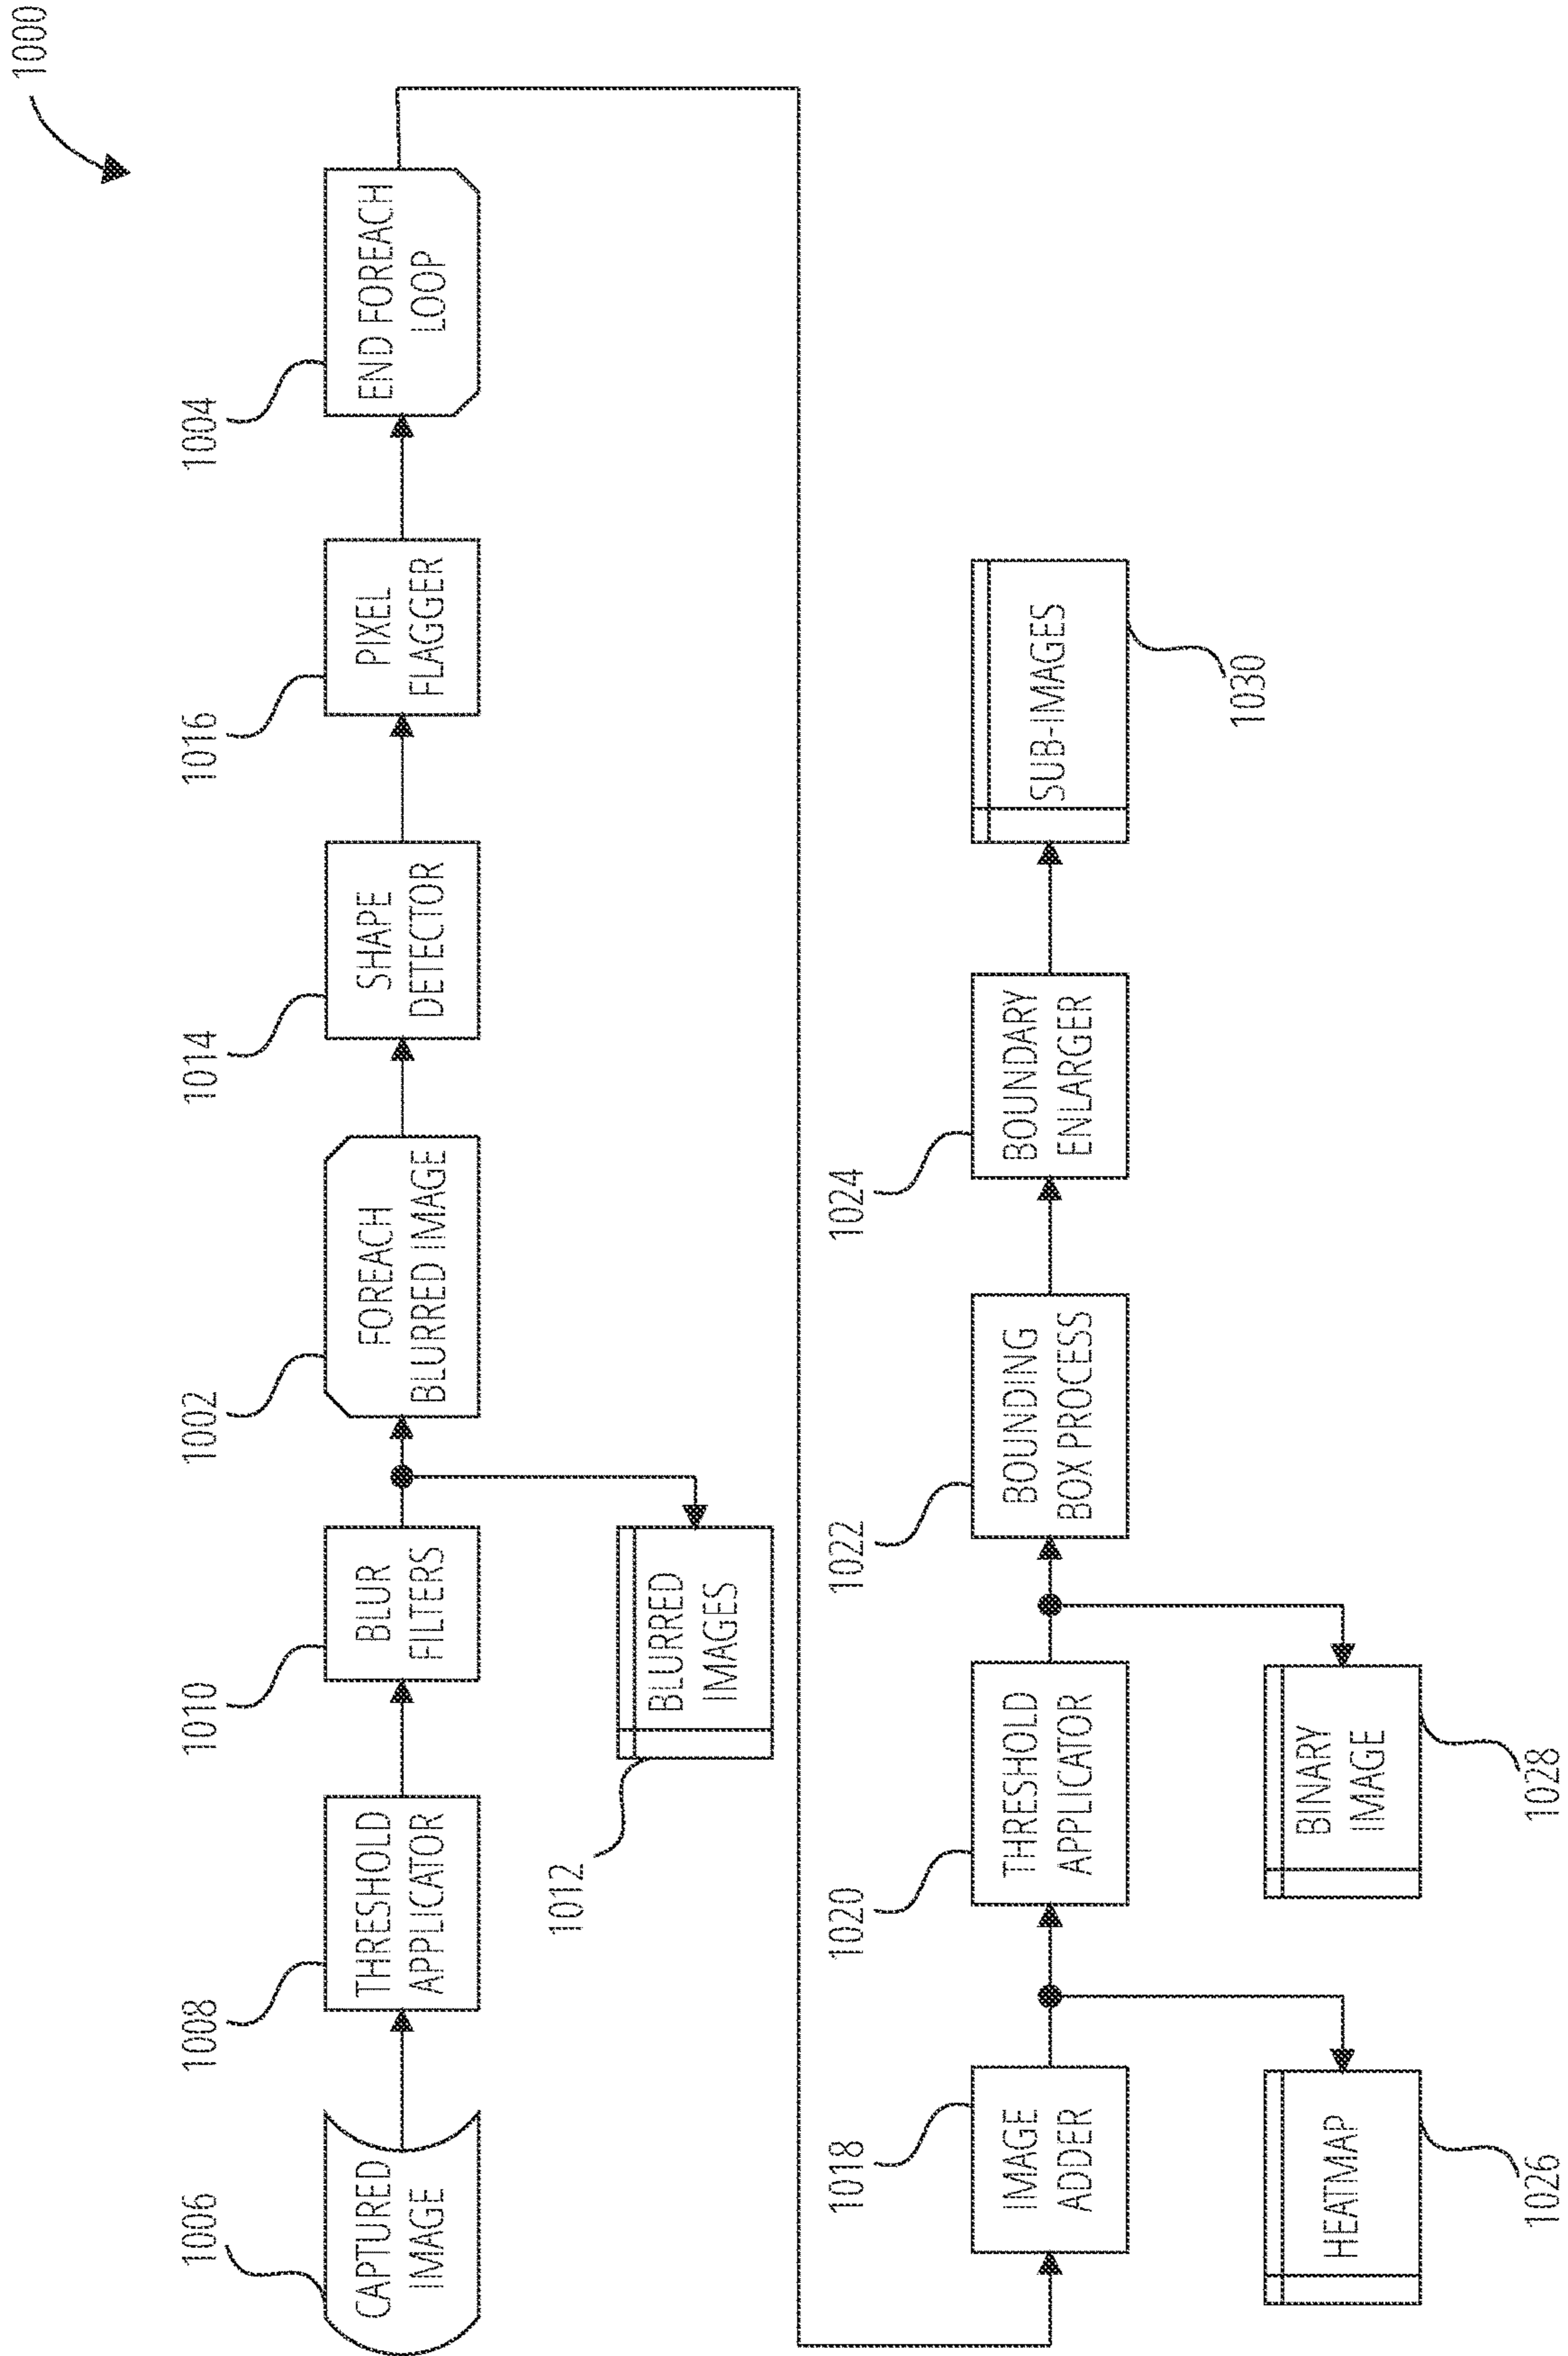 1000
1006
CAPTURED
IMAGE
1008
THRESHOLD
APPLICATOR
1010
BLUR
FILTERS
1012
BLURRED
IMAGES
1002
FOREACH
BLURRED IMAGE
1014
SHAPE
DETECTOR
1016
PIXEL
FLAGGER
1004
END FOREACH
LOOP
1018
IMAGE
ADDER
1026
HEATMAP
1020
THRESHOLD
APPLICATOR
1028
BINARY
IMAGE
1022
BOUNDING
BOX PROCESS
1024
BOUNDARY
ENLARGER
1030
SUB-IMAGES